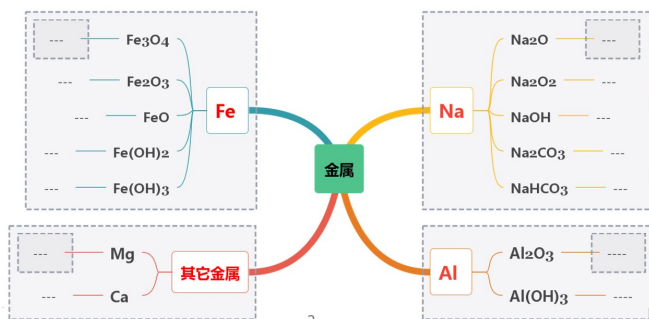 --- Fe3O4
--- Fe2O3
--- FeO
--- Fe(OH)2
--- Fe(OH)3
Fe
Na
Na2O ---
Na2O2 ---
NaOH ---
Na2CO3 ---
NaHCO3 ---
金属
--- Mg
--- Ca
其它金属
Al
Al2O3 ----
Al(OH)3 ----